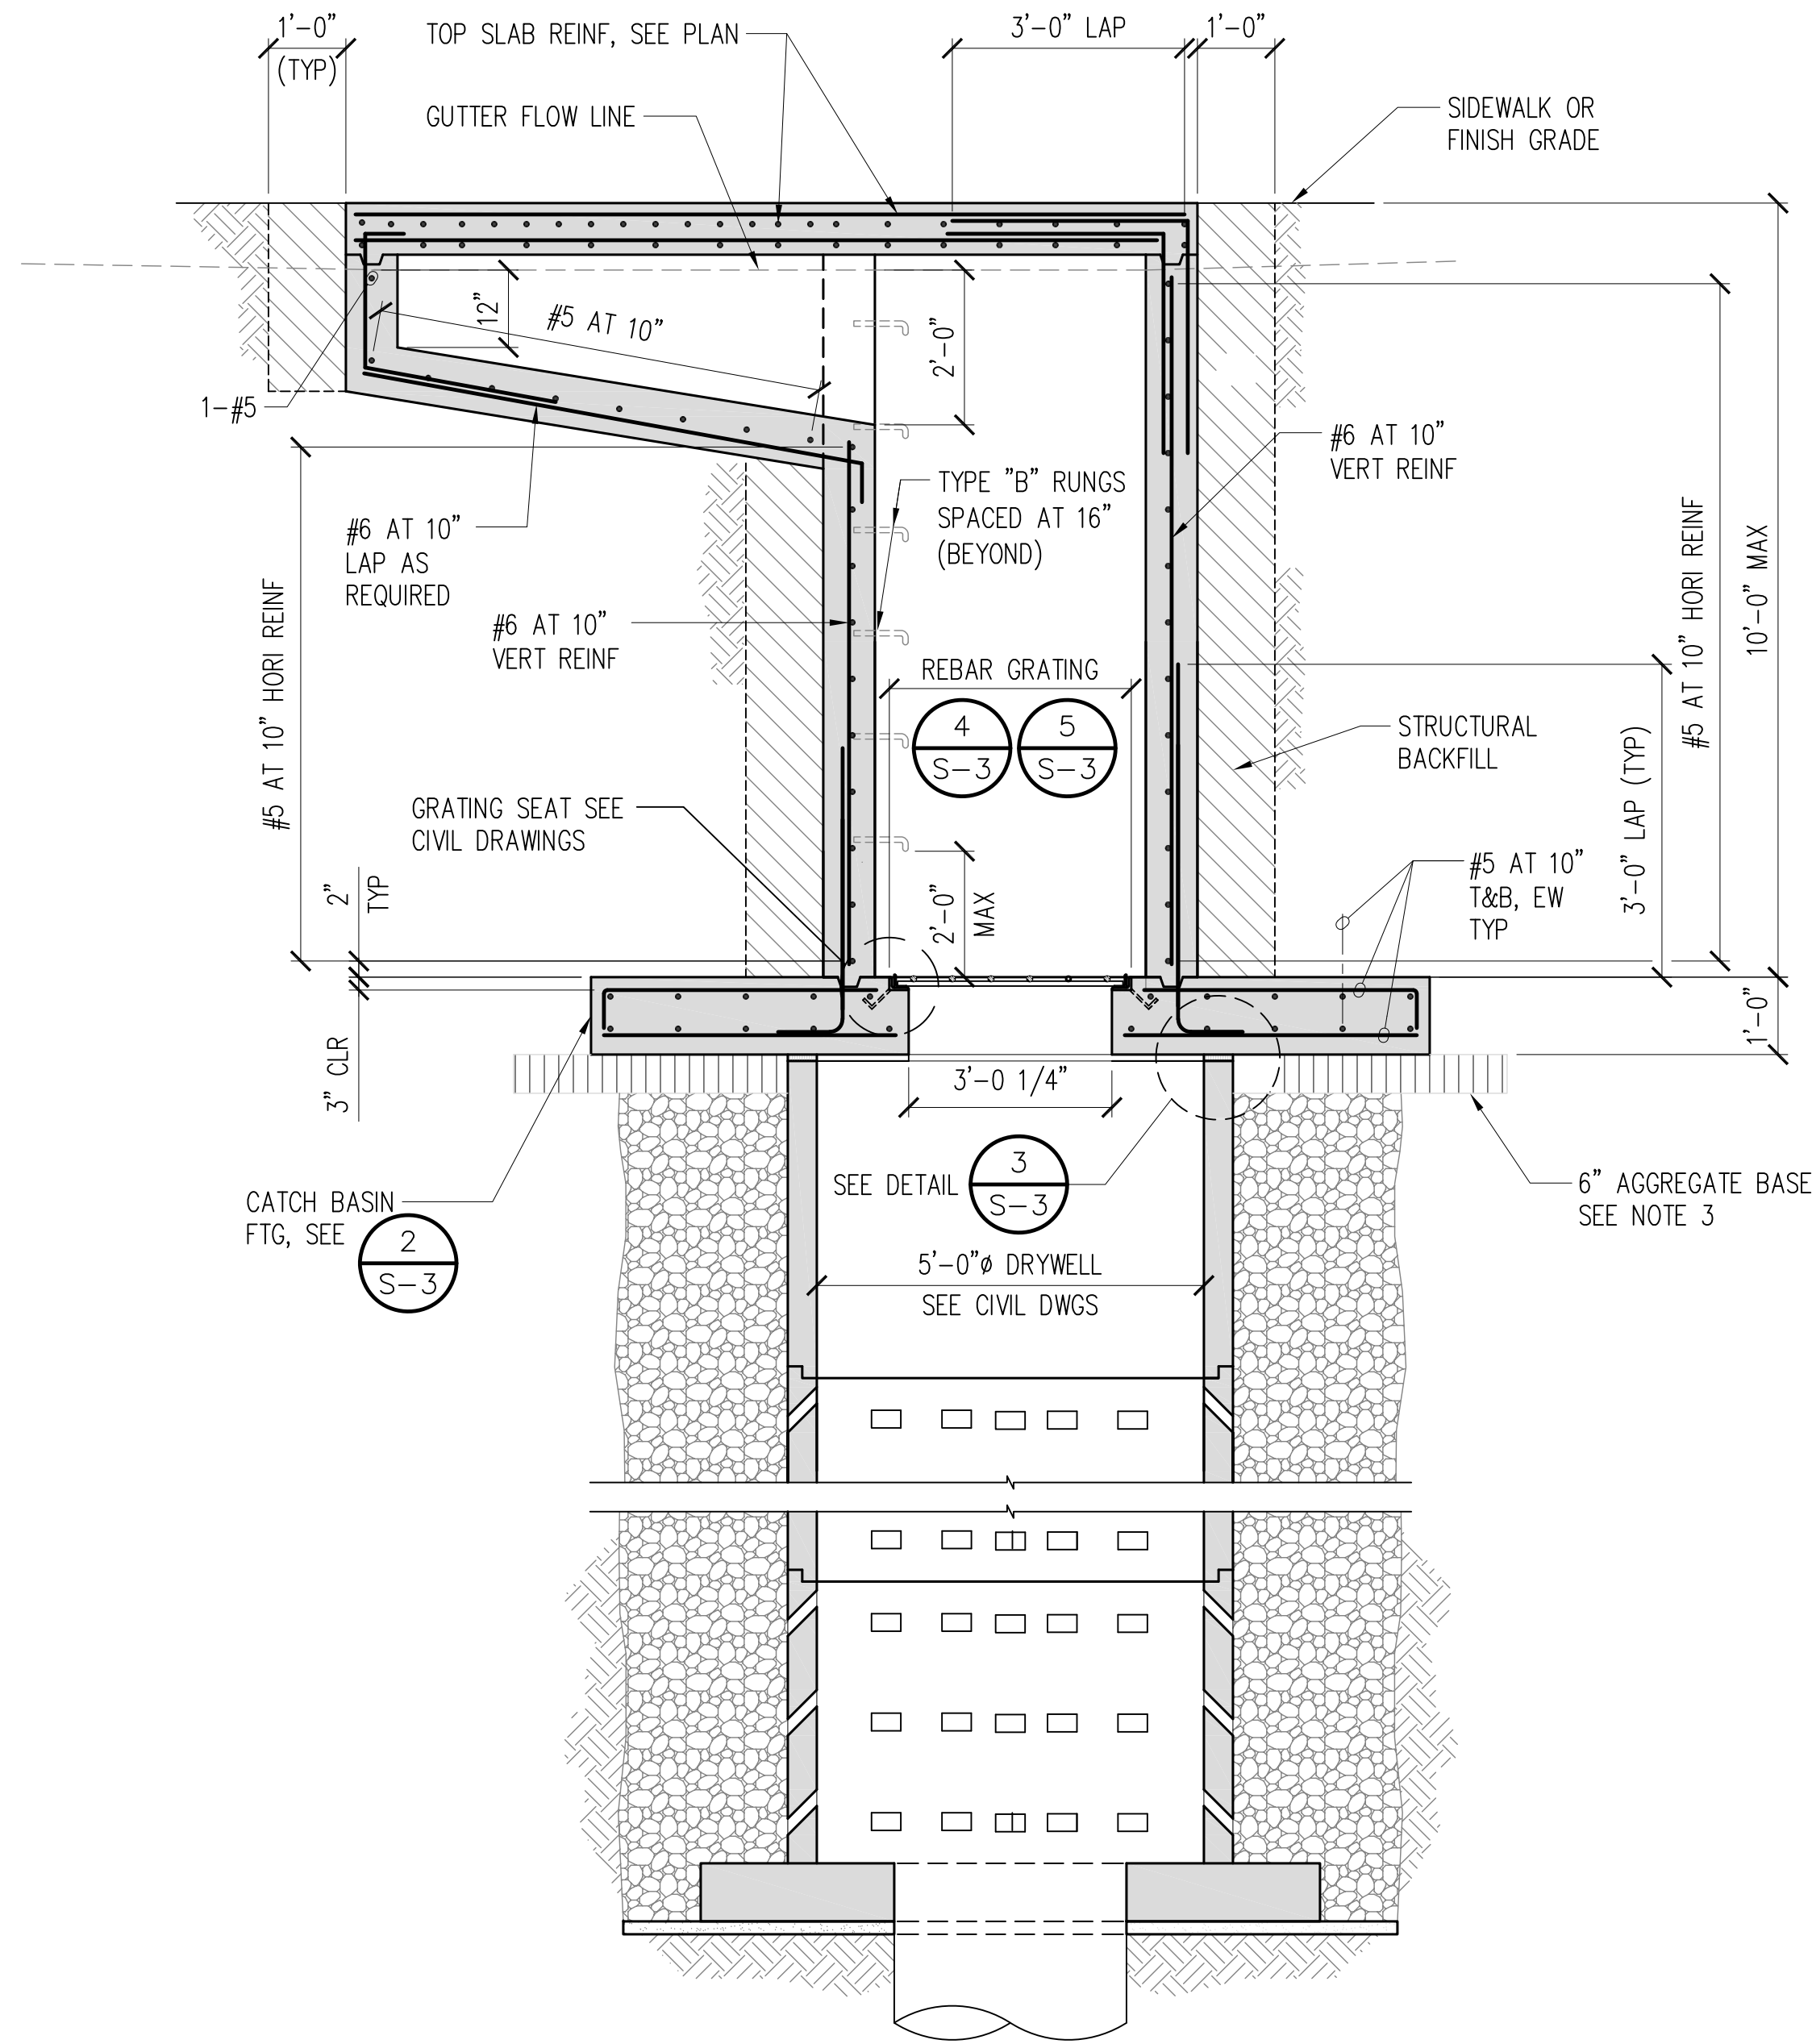 1'-0"
(TYP)
TOP SLAB REINF, SEE PLAN
3'-0" LAP
1'-0"
GUTTER FLOW LINE
SIDEWALK OR
FINISH GRADE
12"
#5 AT 10"
2'-0"
1-#5
#6 AT 10"
VERT REINF
TYPE "B" RUNGS
SPACED AT 16"
(BEYOND)
#6 AT 10"
LAP AS
REQUIRED
#5 AT 10" HORI REINF
#6 AT 10"
VERT REINF
#5 AT 10" HORI REINF
10'-0" MAX
REBAR GRATING
4
S-3
5
S-3
STRUCTURAL
BACKFILL
3'-0" LAP (TYP)
GRATING SEAT SEE
CIVIL DRAWINGS
2"
TYP
2'-0"
MAX
#5 AT 10"
T&B, EW
TYP
3" CLR
1'-0"
3'-0 1/4"
SEE DETAIL
3
S-3
CATCH BASIN
FTG, SEE
2
S-3
6" AGGREGATE BASE
SEE NOTE 3
5'-0"ø DRYWELL
SEE CIVIL DWGS